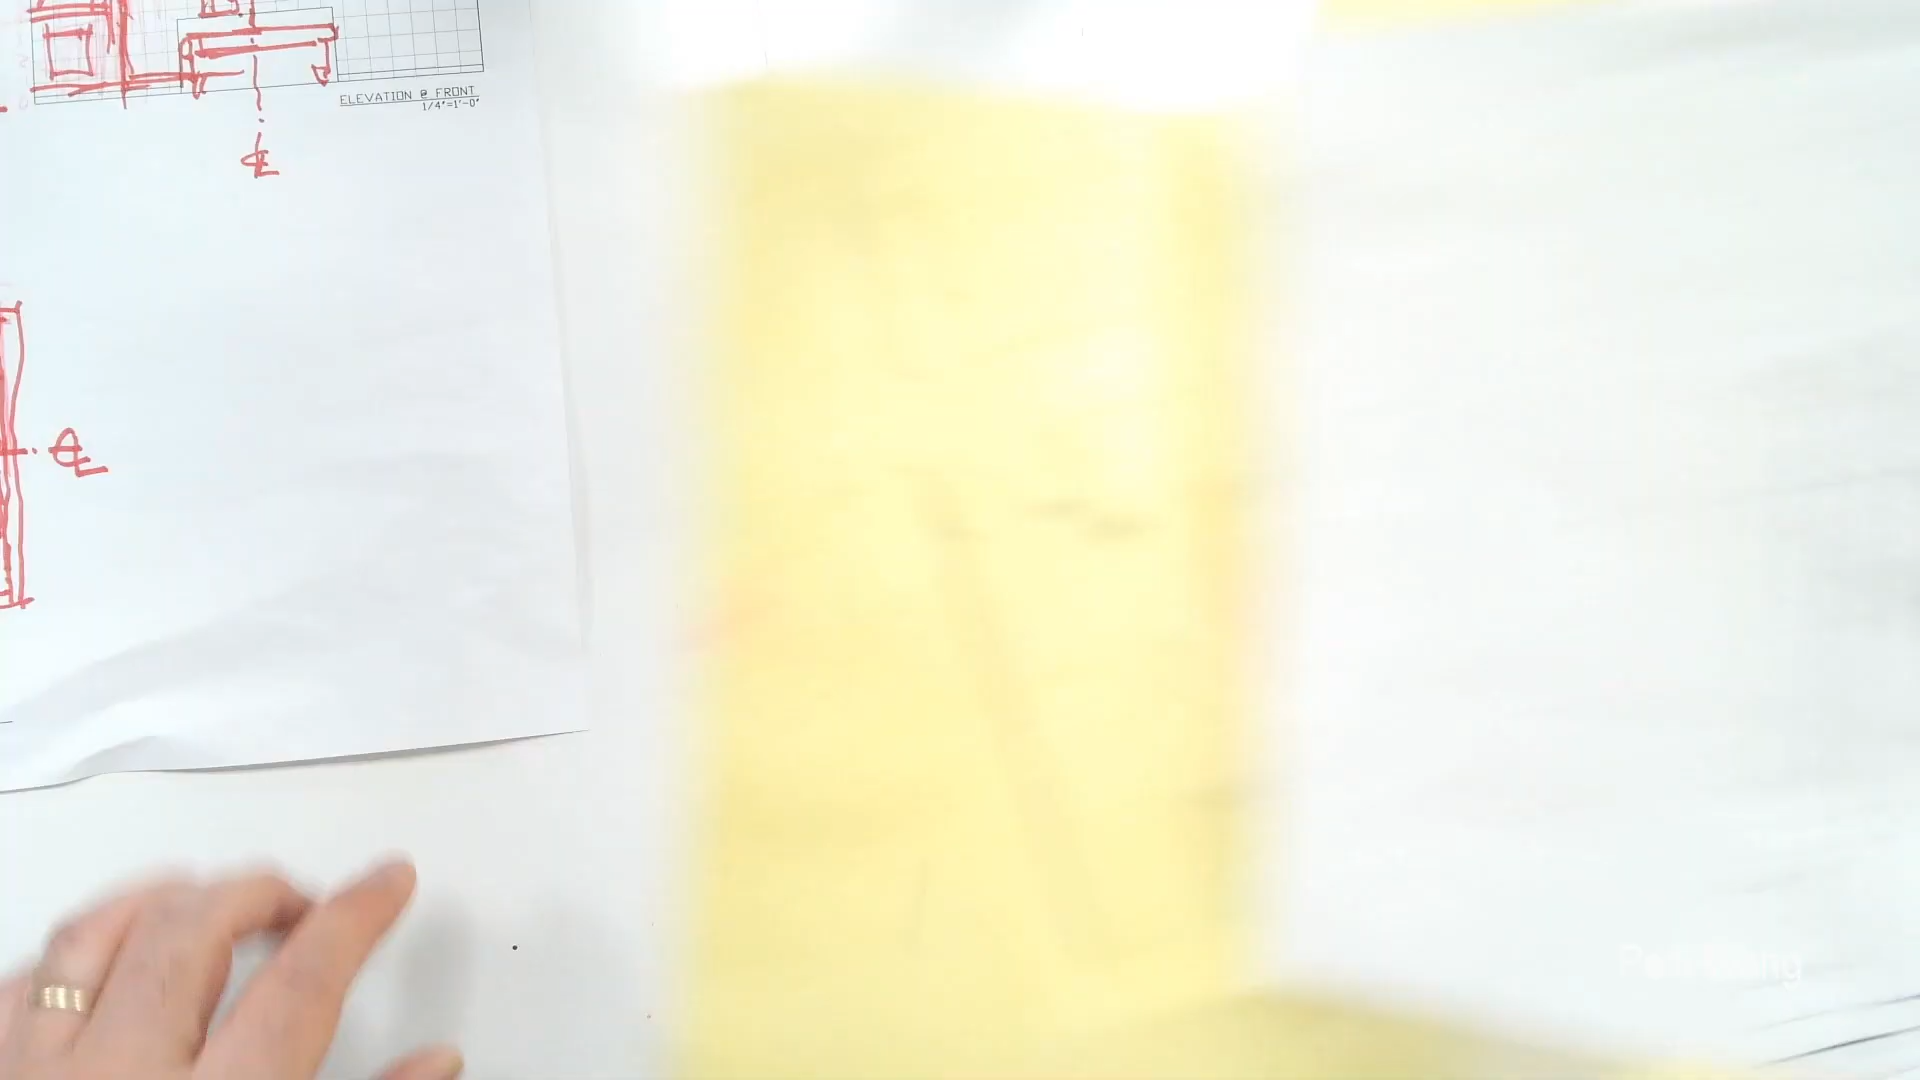 ELEVATION @ FRONT
1/4"=1'-0"
℄
℄